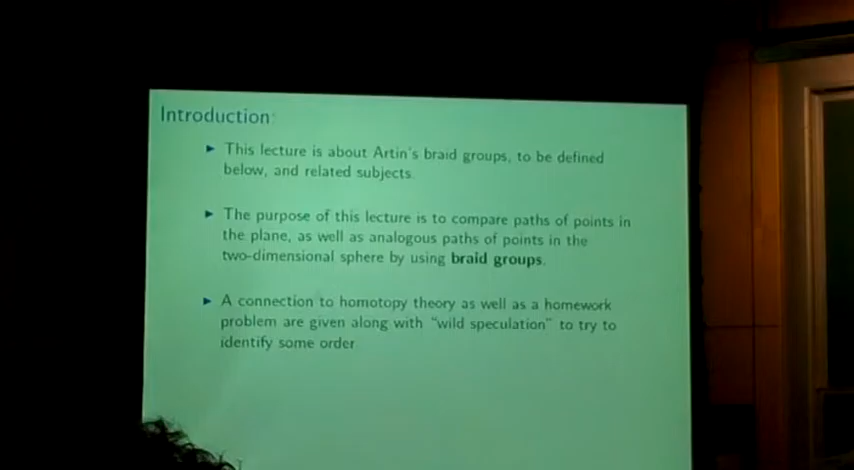 Introduction:
► This lecture is about Artin's braid groups, to be defined
below, and related subjects.
► The purpose of this lecture is to compare paths of points in
the plane, as well as analogous paths of points in the
two-dimensional sphere by using braid groups.
► A connection to homotopy theory as well as a homework
problem are given along with "wild speculation" to try to
identify some order